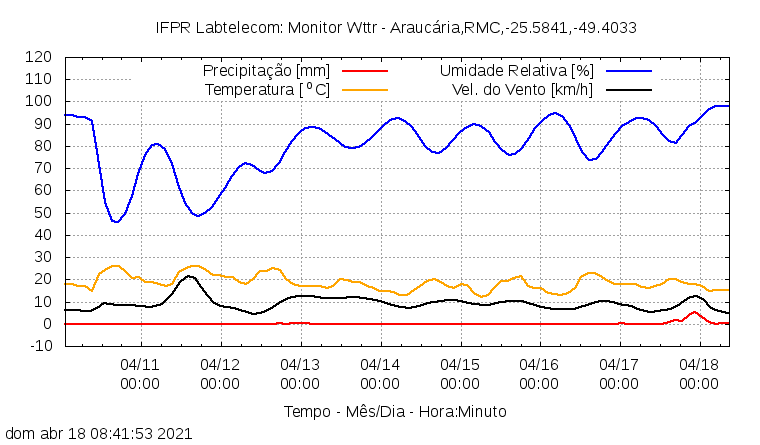 IFPR Labtelecom: Monitor Wttr - Araucária,RMC,-25.5841,-49.4033
120
110
100
90
80
70
60
50
40
30
20
10
0
-10
Precipitação [mm]
Temperatura [ºC]
Umidade Relativa [%]
Vel. do Vento [km/h]
04/11 04/12 04/13 04/14 04/15 04/16 04/17 04/18
00:00 00:00 00:00 00:00 00:00 00:00 00:00 00:00
Tempo - Mês/Dia - Hora:Minuto
dom abr 18 08:41:53 2021